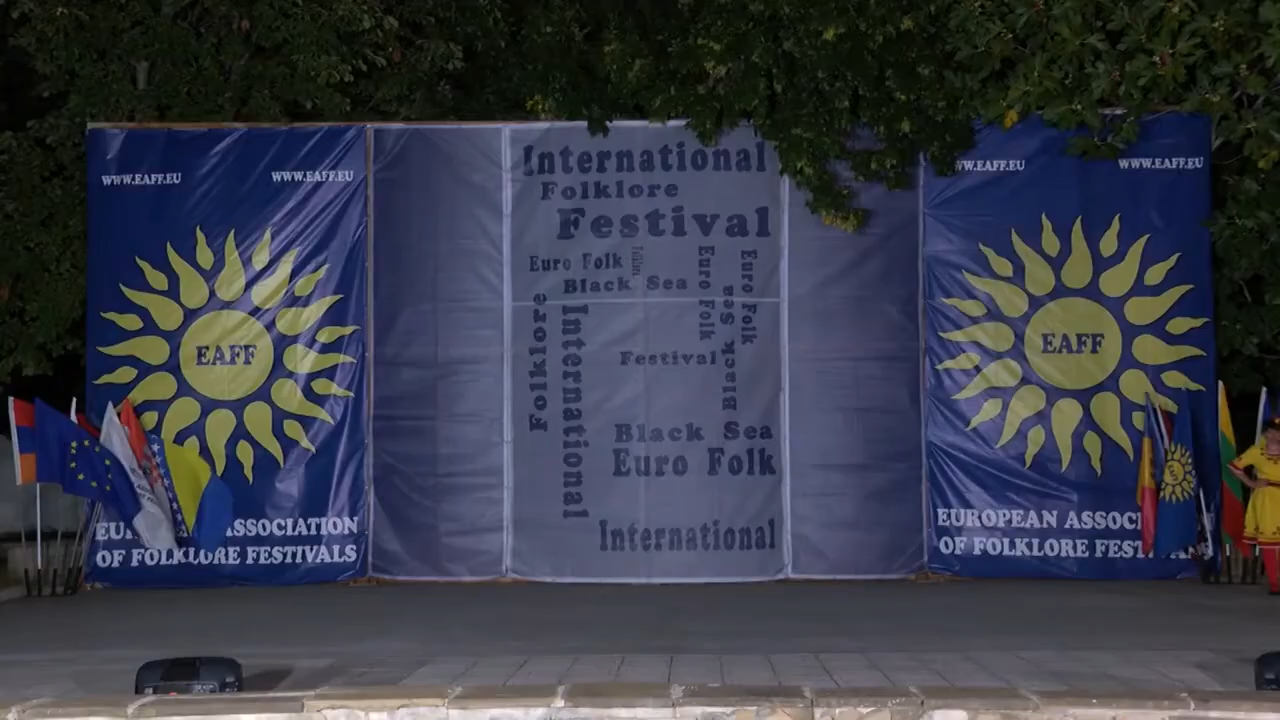 WWW.EAFF.EU WWW.EAFF.EU
EAFF
ASSOCIATION
OF FOLKLORE FESTIVALS
International
Folklore
Festival
Euro Folk
Black Sea
Euro Folk
Euro Folk
Black Sea
Festival
Folklore
International
Black Sea
Euro Folk
International
WWW.EAFF.EU WWW.EAFF.EU
EAFF
EUROPEAN
OF FOLKLORE